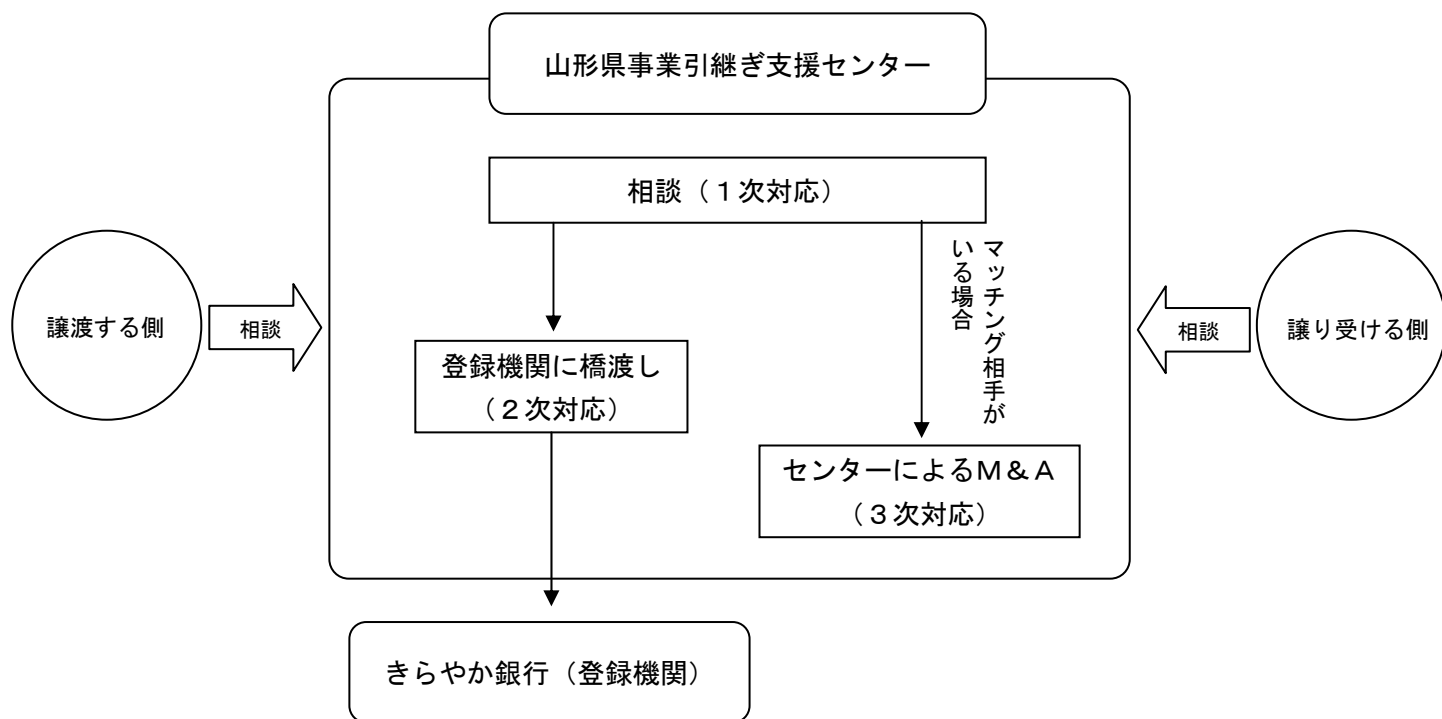 山形県事業引継ぎ支援センター
相談（１次対応）
マッチング相手が
いる場合
譲渡する側
相談
相談
譲り受ける側
登録機関に橋渡し
（２次対応）
センターによるＭ＆Ａ
（３次対応）
きらやか銀行（登録機関）